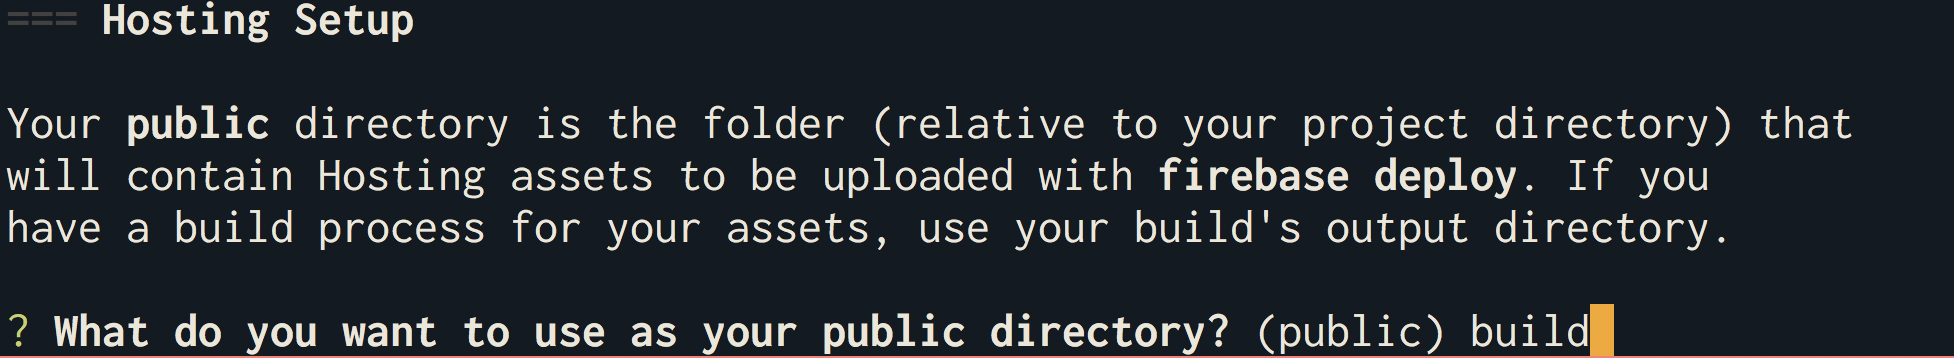 === Hosting Setup
Your public directory is the folder (relative to your project directory) that
will contain Hosting assets to be uploaded with firebase deploy. If you
have a build process for your assets, use your build's output directory.
? What do you want to use as your public directory? (public) build